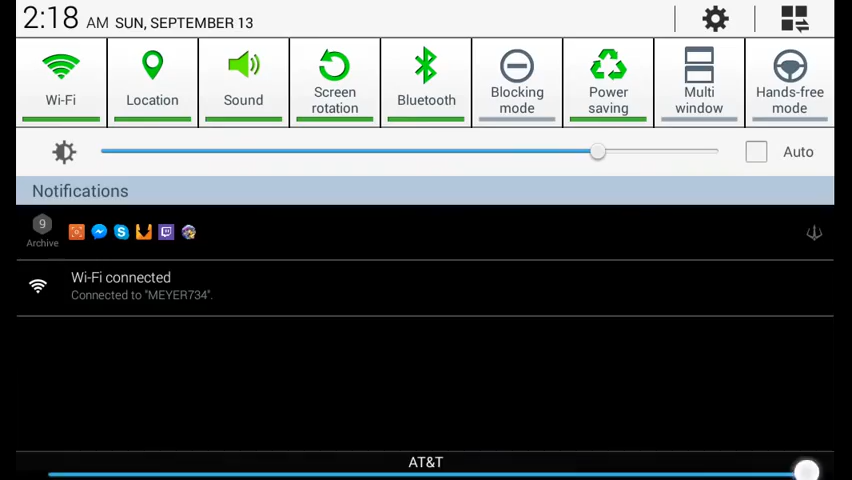 2:18 AM SUN, SEPTEMBER 13
Wi-Fi
Location
Sound
Screen
rotation
Bluetooth
Blocking
mode
Power
saving
Multi
window
Hands-free
mode
Auto
Notifications
9
Archive
Wi-Fi connected
Connected to "MEYER734".
AT&T